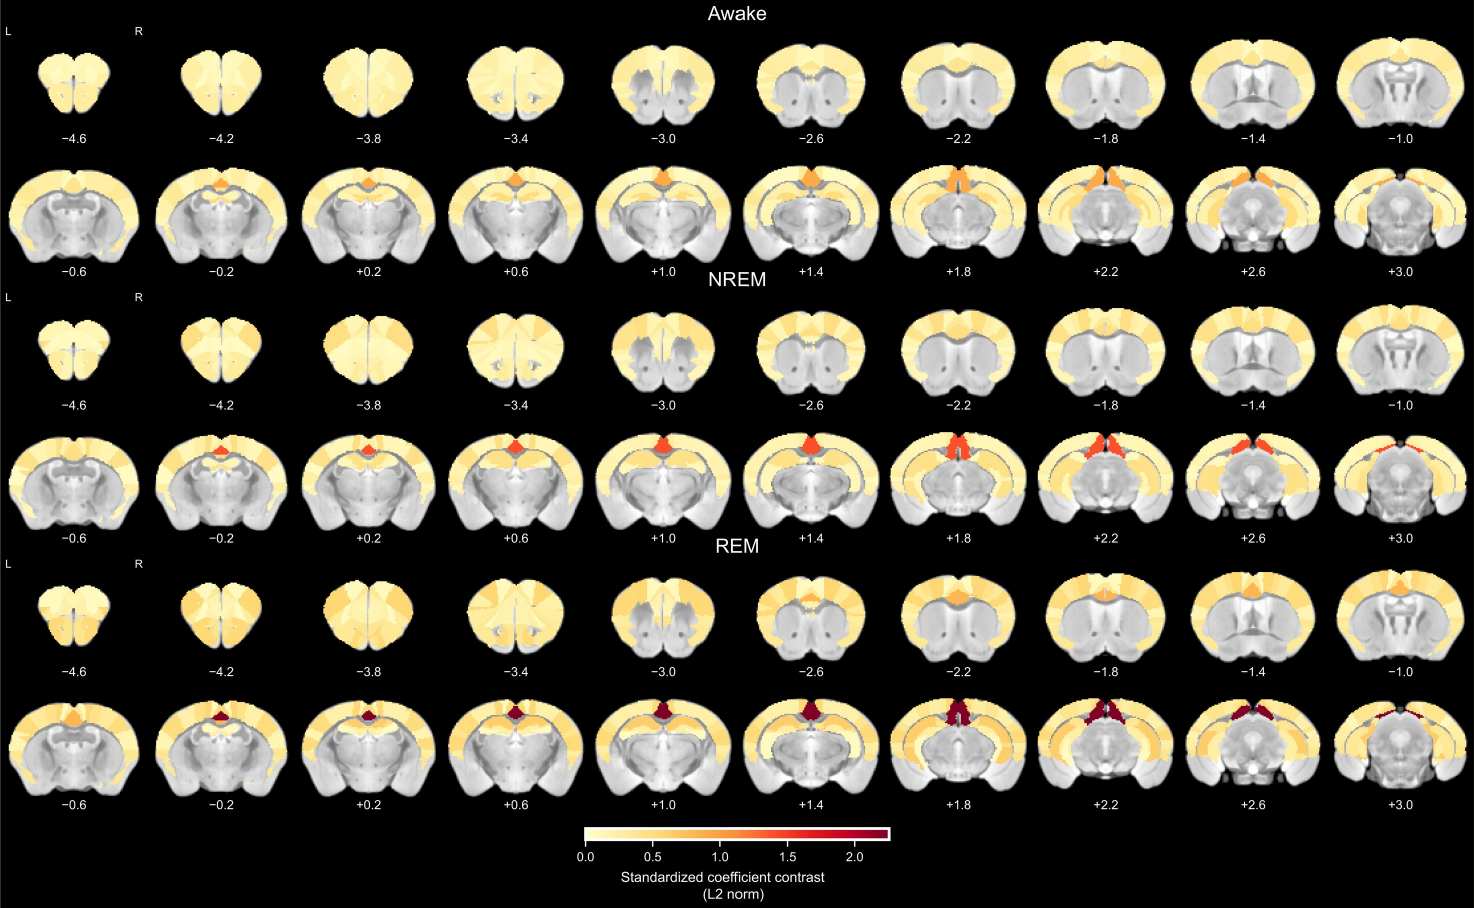 Awake
L R
−4.6 −4.2 −3.8 −3.4 −3.0 −2.6 −2.2 −1.8 −1.4 −1.0
−0.6 −0.2 +0.2 +0.6 +1.0 +1.4 +1.8 +2.2 +2.6 +3.0
NREM
L R
−4.6 −4.2 −3.8 −3.4 −3.0 −2.6 −2.2 −1.8 −1.4 −1.0
−0.6 −0.2 +0.2 +0.6 +1.0 +1.4 +1.8 +2.2 +2.6 +3.0
REM
L R
−4.6 −4.2 −3.8 −3.4 −3.0 −2.6 −2.2 −1.8 −1.4 −1.0
−0.6 −0.2 +0.2 +0.6 +1.0 +1.4 +1.8 +2.2 +2.6 +3.0
0.0 0.5 1.0 1.5 2.0
Standardized coefficient contrast
(L2 norm)